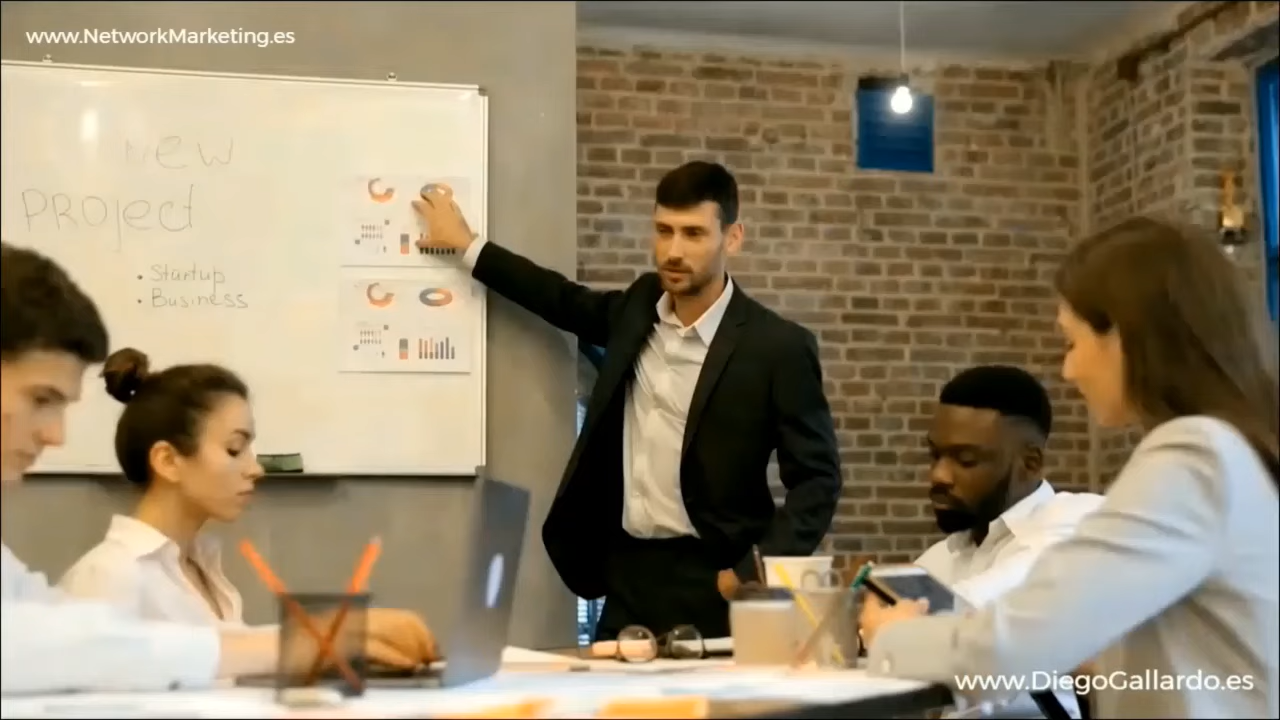 www.NetworkMarketing.es
New
PROject
• Startup
• Business
www.DiegoGallardo.es